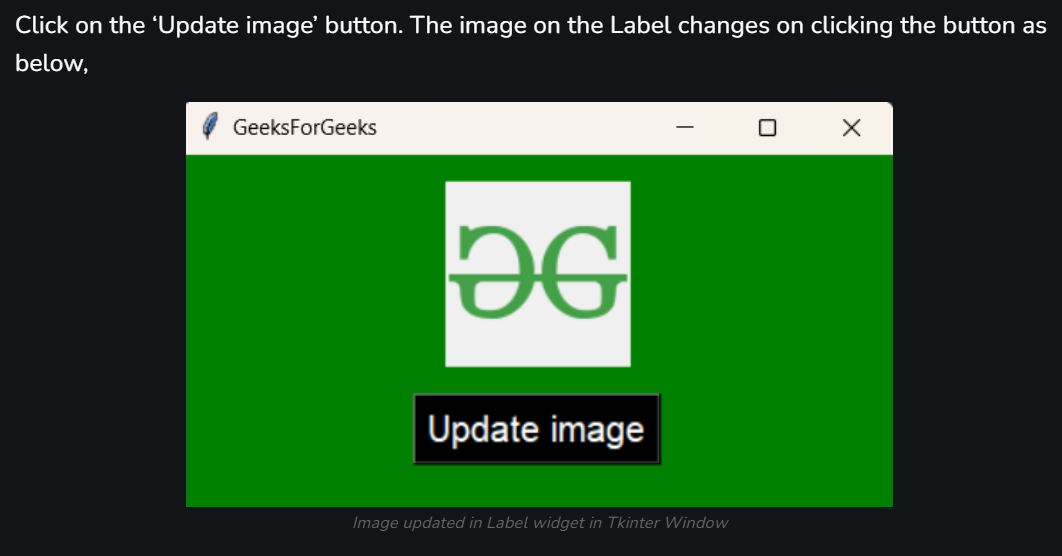 Click on the ‘Update image’ button. The image on the Label changes on clicking the button as
below,
GeeksForGeeks
Update image
Image updated in Label widget in Tkinter Window